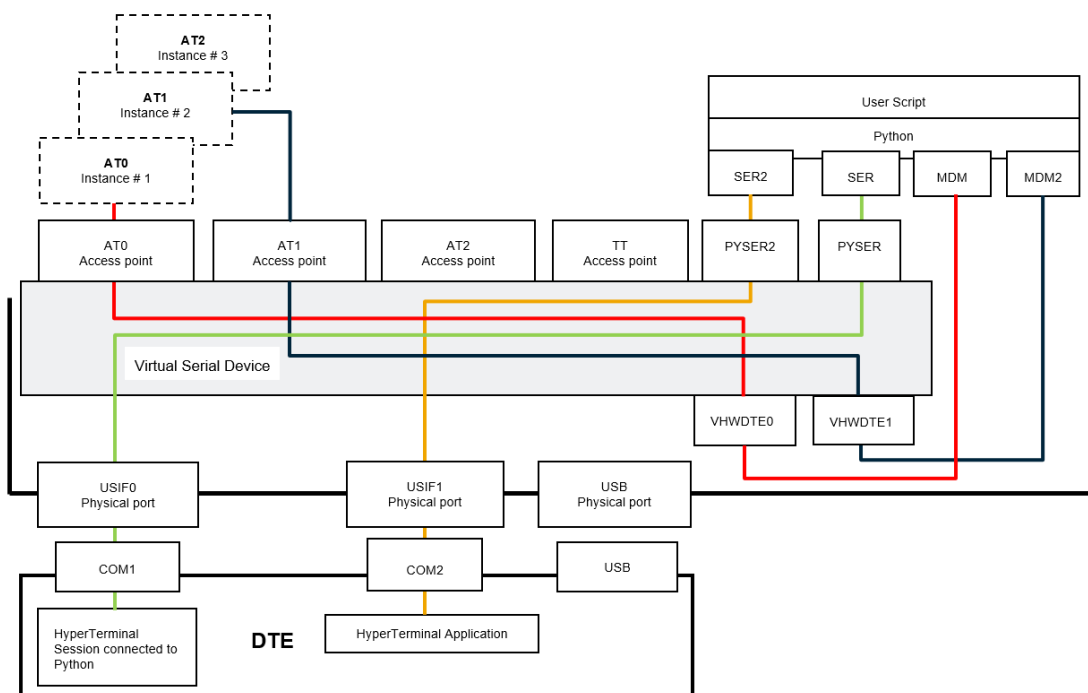 AT2
Instance # 3
AT1
Instance # 2
AT0
Instance # 1
User Script
Python
SER2
SER
MDM
MDM2
AT0
Access point
AT1
Access point
AT2
Access point
TT
Access point
PYSER2
PYSER
Virtual Serial Device
VHWDTE0
VHWDTE1
USIF0
Physical port
USIF1
Physical port
USB
Physical port
COM1
COM2
USB
HyperTerminal
Session connected to
Python
DTE
HyperTerminal Application